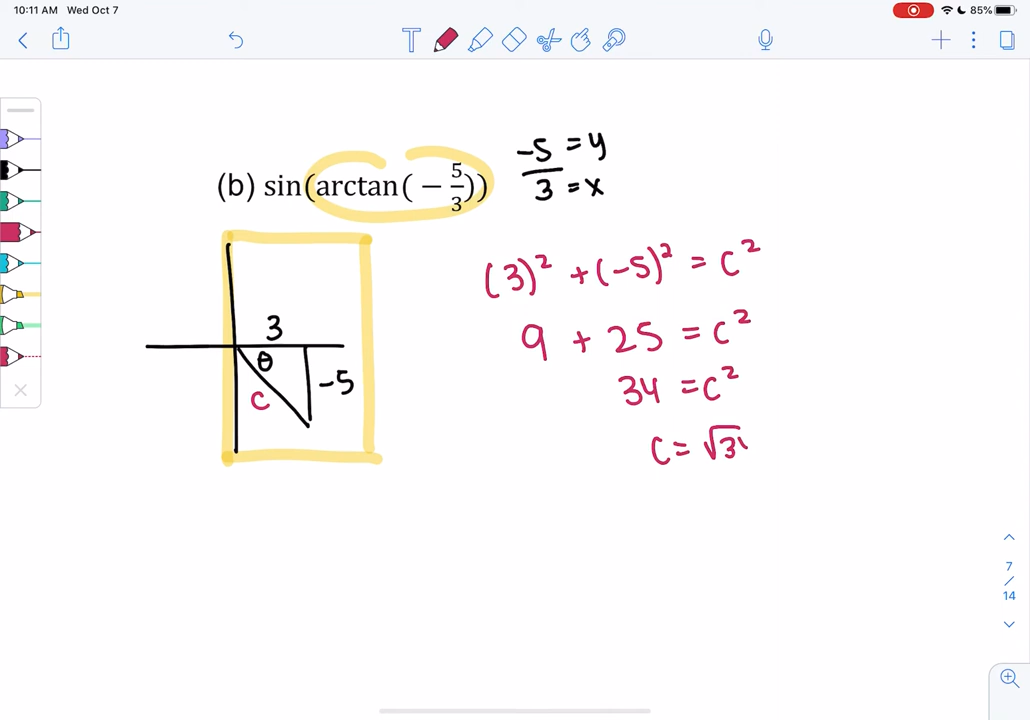 10:11 AM Wed Oct 7
85%
T
(b) sin(arctan(− 5/3))
-5 = y
3 = x
(3)² + (-5)² = c²
9 + 25 = c²
34 = c²
c = √3
3
θ
-5
c
7
/
14